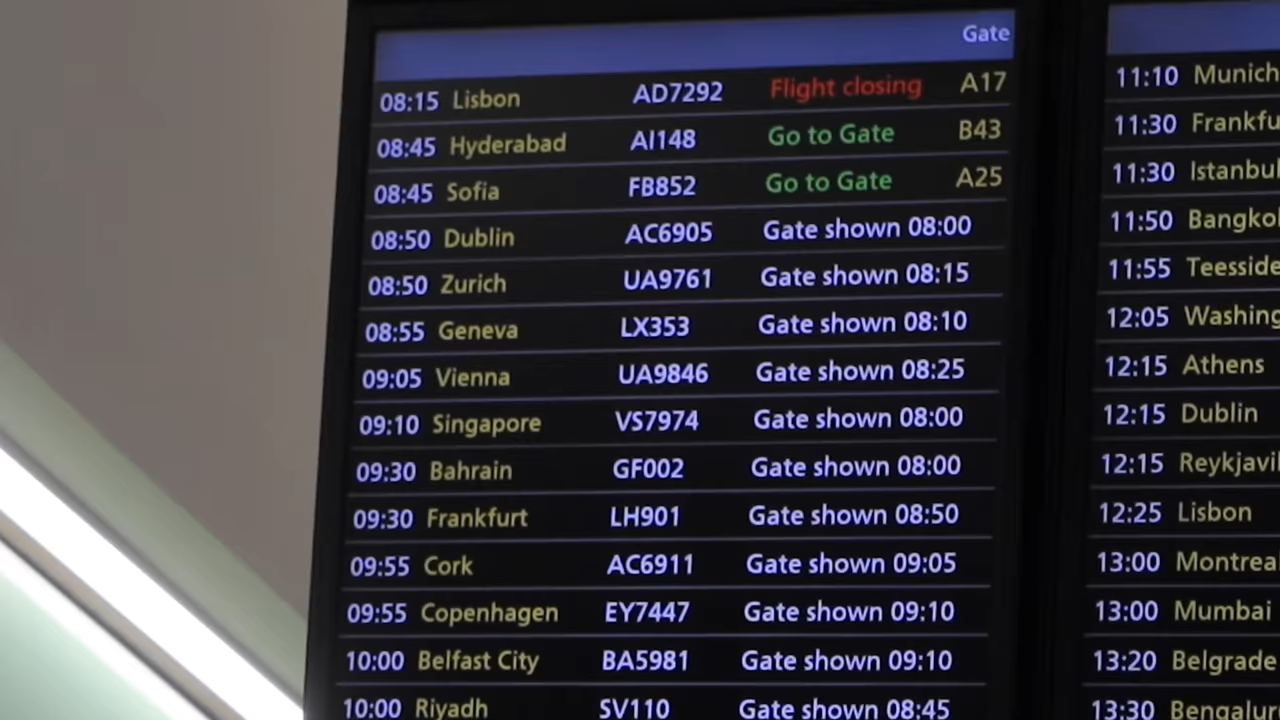 Gate
08:15 Lisbon AD7292 Flight closing A17
08:45 Hyderabad AI148 Go to Gate B43
08:45 Sofia FB852 Go to Gate A25
08:50 Dublin AC6905 Gate shown 08:00
08:50 Zurich UA9761 Gate shown 08:15
08:55 Geneva LX353 Gate shown 08:10
09:05 Vienna UA9846 Gate shown 08:25
09:10 Singapore VS7974 Gate shown 08:00
09:30 Bahrain GF002 Gate shown 08:00
09:30 Frankfurt LH901 Gate shown 08:50
09:55 Cork AC6911 Gate shown 09:05
09:55 Copenhagen EY7447 Gate shown 09:10
10:00 Belfast City BA5981 Gate shown 09:10
10:00 Riyadh SV110 Gate shown 08:45
11:10 Munich
11:30
11:30
11:50
11:55 Teesside
12:05
12:15 Athens
12:15 Dublin
12:15
12:25 Lisbon
13:00
13:00 Mumbai
13:20 Belgrade
13:30